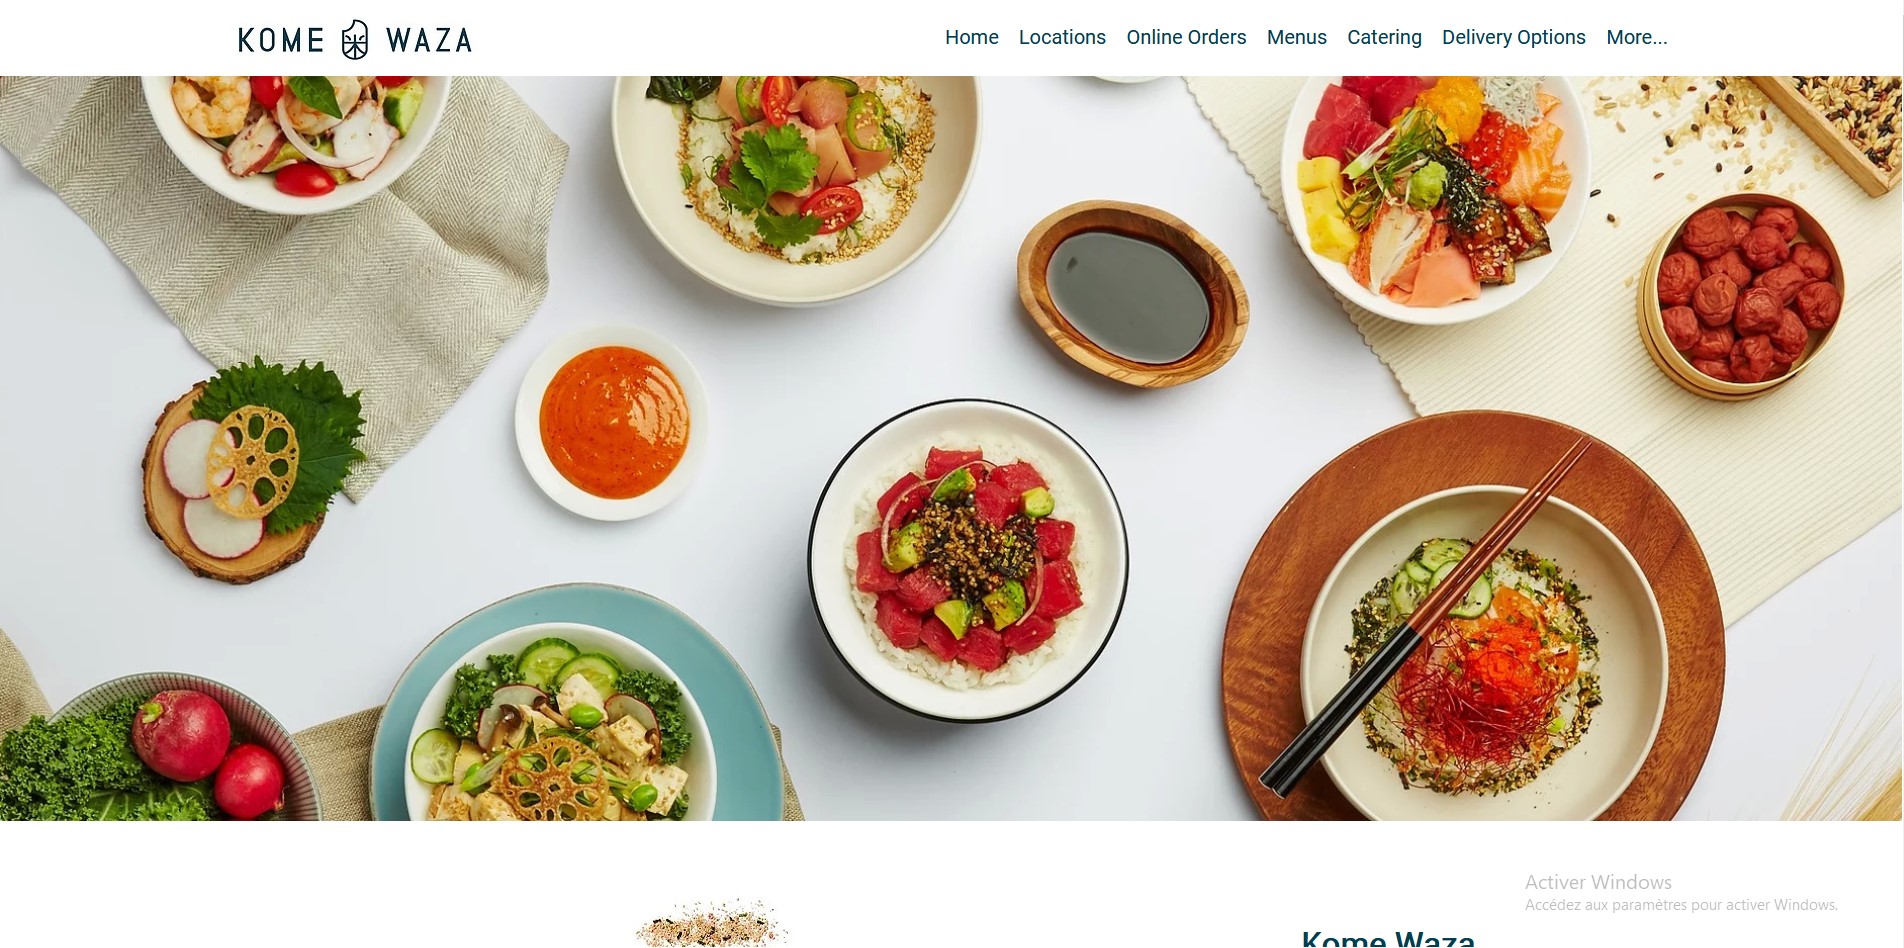 KOME WAZA
Home Locations Online Orders Menus Catering Delivery Options More...
Activer Windows
Accédez aux paramètres pour activer Windows.
Kome Waza